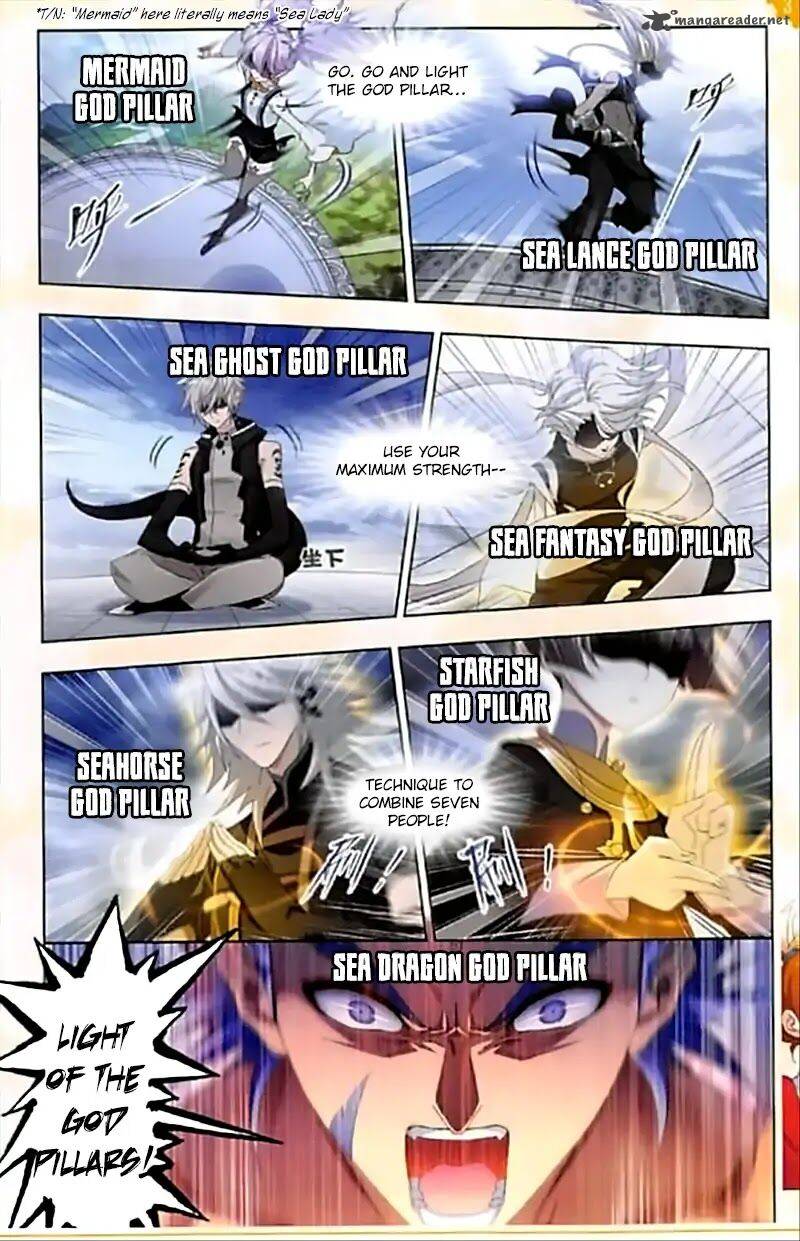 *T/N: "Mermaid" here literally means "Sea Lady"
mangareader.net
MERMAID
GOD PILLAR
GO. GO AND LIGHT
THE GOD PILLAR...
SEA LANCE GOD PILLAR
SEA GHOST GOD PILLAR
USE YOUR
MAXIMUM STRENGTH--
坐下
SEA FANTASY GOD PILLAR
STARFISH
GOD PILLAR
SEAHORSE
GOD PILLAR
TECHNIQUE TO
COMBINE SEVEN
PEOPLE!
SEA DRAGON GOD PILLAR
LIGHT
OF THE
GOD
PILLARS!